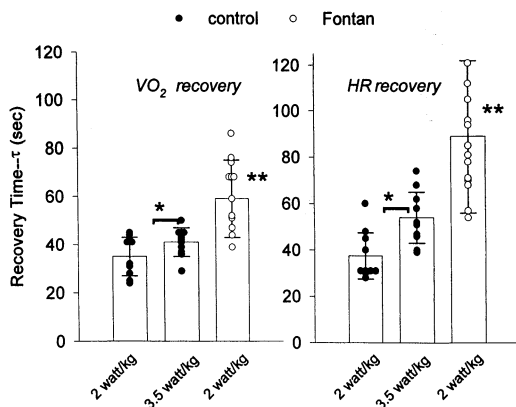 ● control ○ Fontan
120
100
80
60
40
20
0
Recovery Time--τ (sec)
VO₂ recovery
*
**
2 watt/kg
3.5 watt/kg
2 watt/kg
120
100
80
60
40
20
0
HR recovery
*
**
2 watt/kg
3.5 watt/kg
2 watt/kg